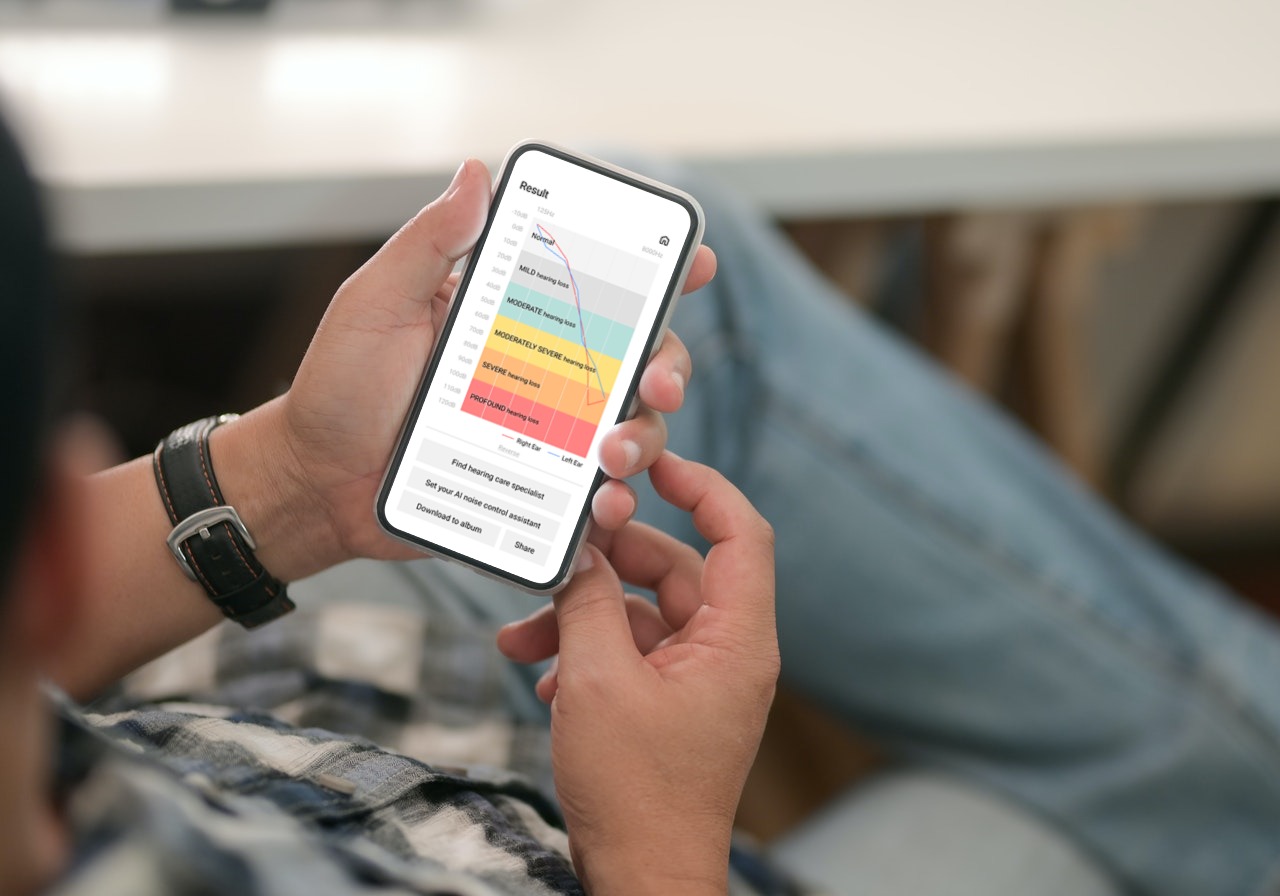 Result
125Hz
8000Hz
-10dB
0dB
10dB
20dB
30dB
40dB
50dB
60dB
70dB
80dB
90dB
100dB
110dB
120dB
Normal
MILD hearing loss
MODERATE hearing loss
MODERATELY SEVERE hearing loss
SEVERE hearing loss
PROFOUND hearing loss
Right Ear
Left Ear
Reverse
Find hearing care specialist
Set your AI noise control assistant
Download to album
Share